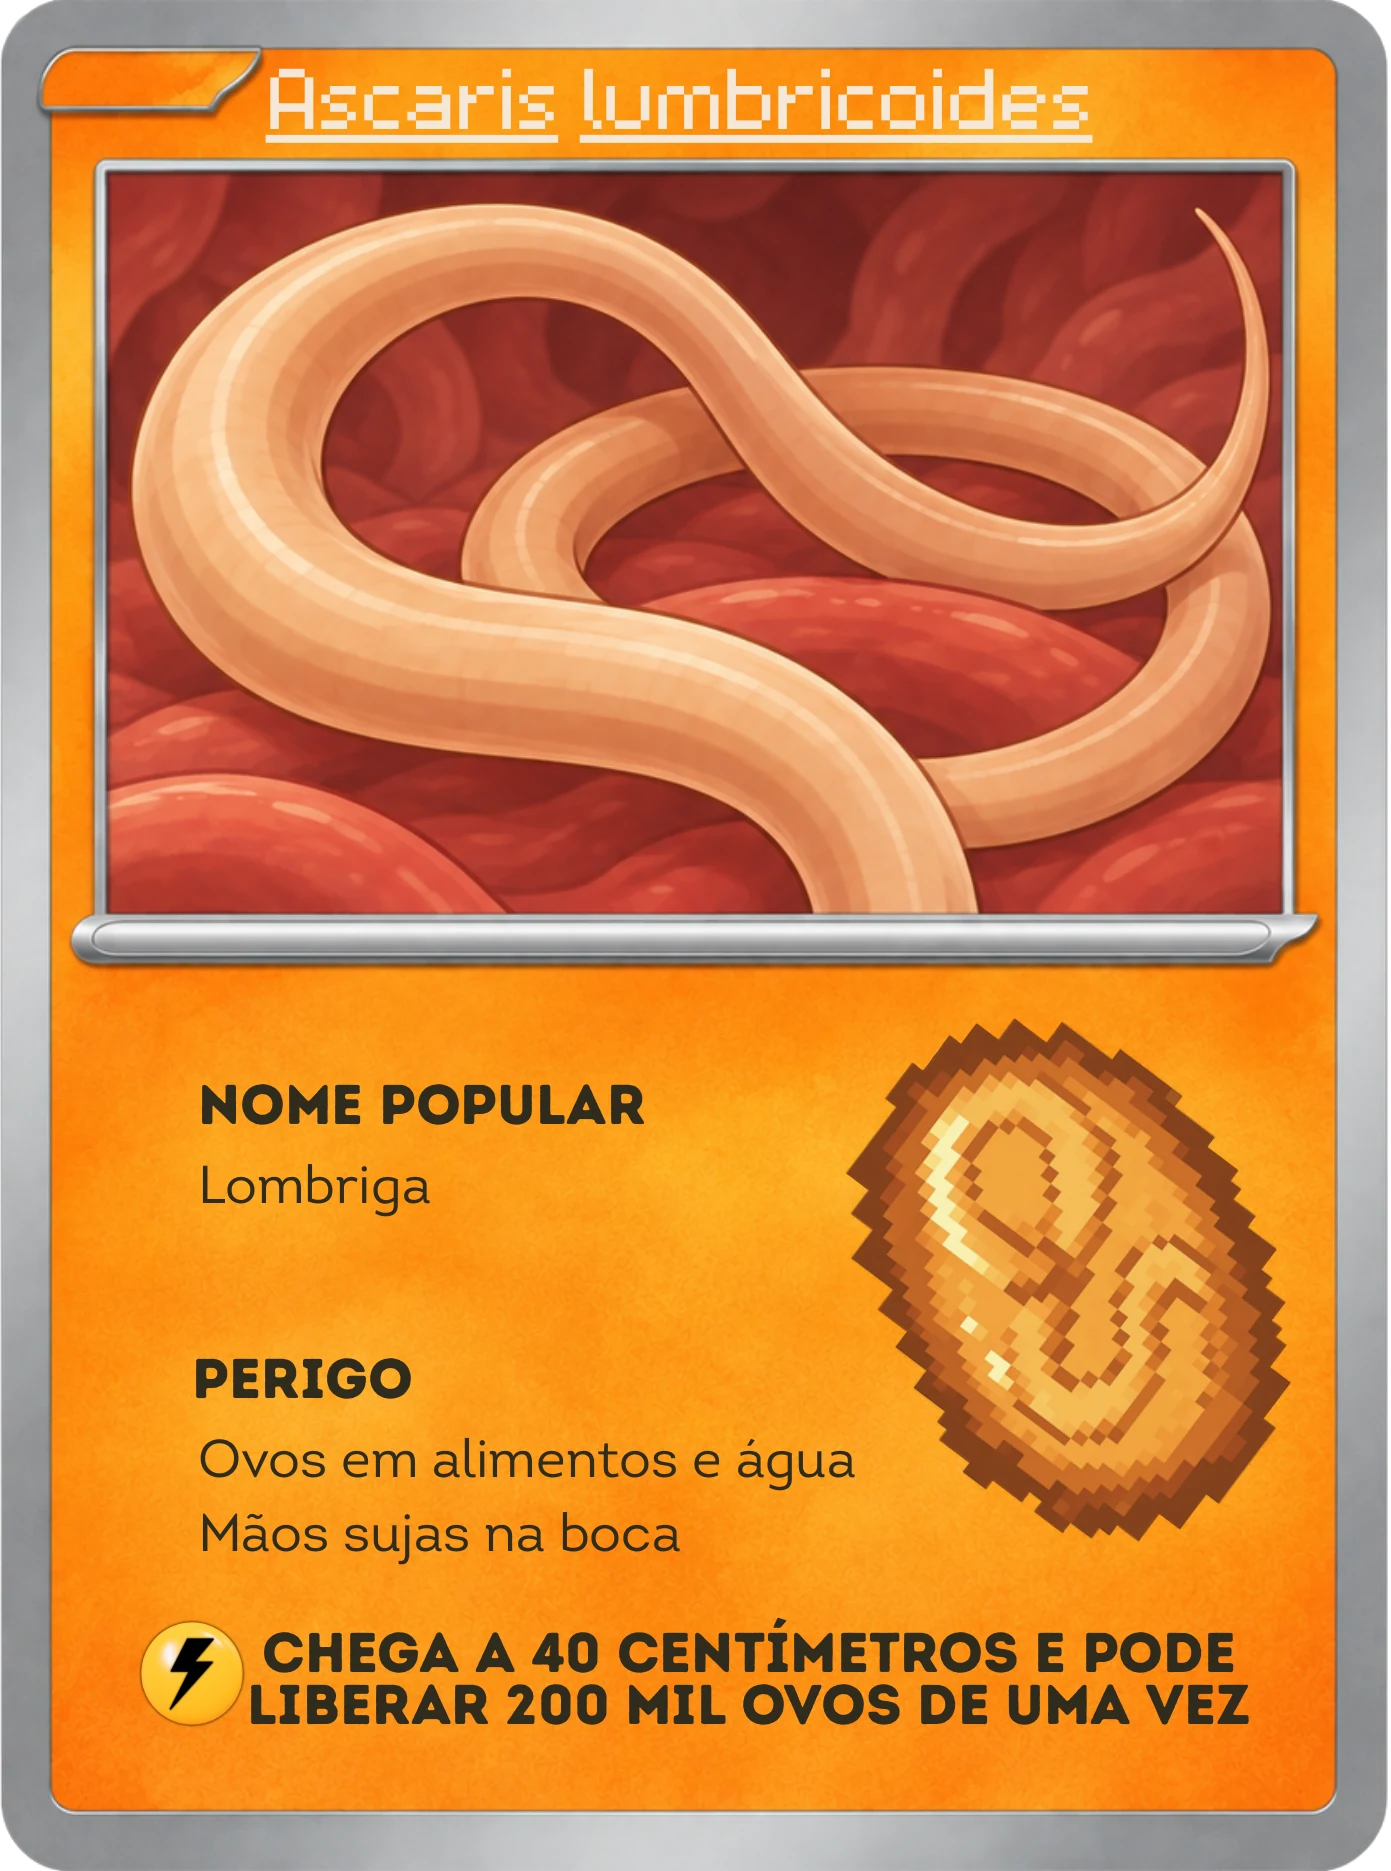 Ascaris lumbricoides
NOME POPULAR
Lombriga
PERIGO
Ovos em alimentos e água
Mãos sujas na boca
CHEGA A 40 CENTÍMETROS E PODE
LIBERAR 200 MIL OVOS DE UMA VEZ